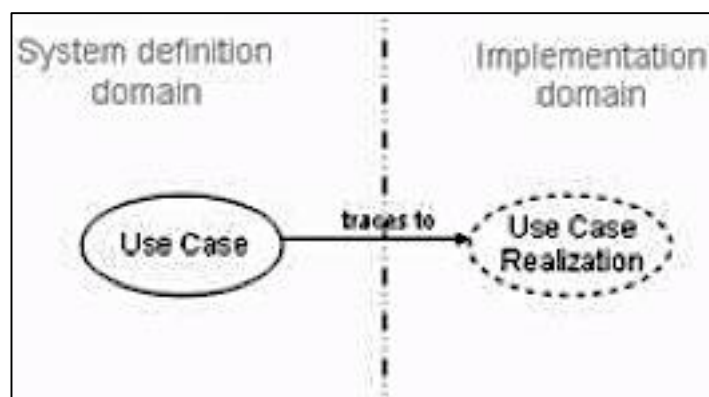 System definition
domain
Implementation
domain
Use Case
traces to
Use Case
Realization